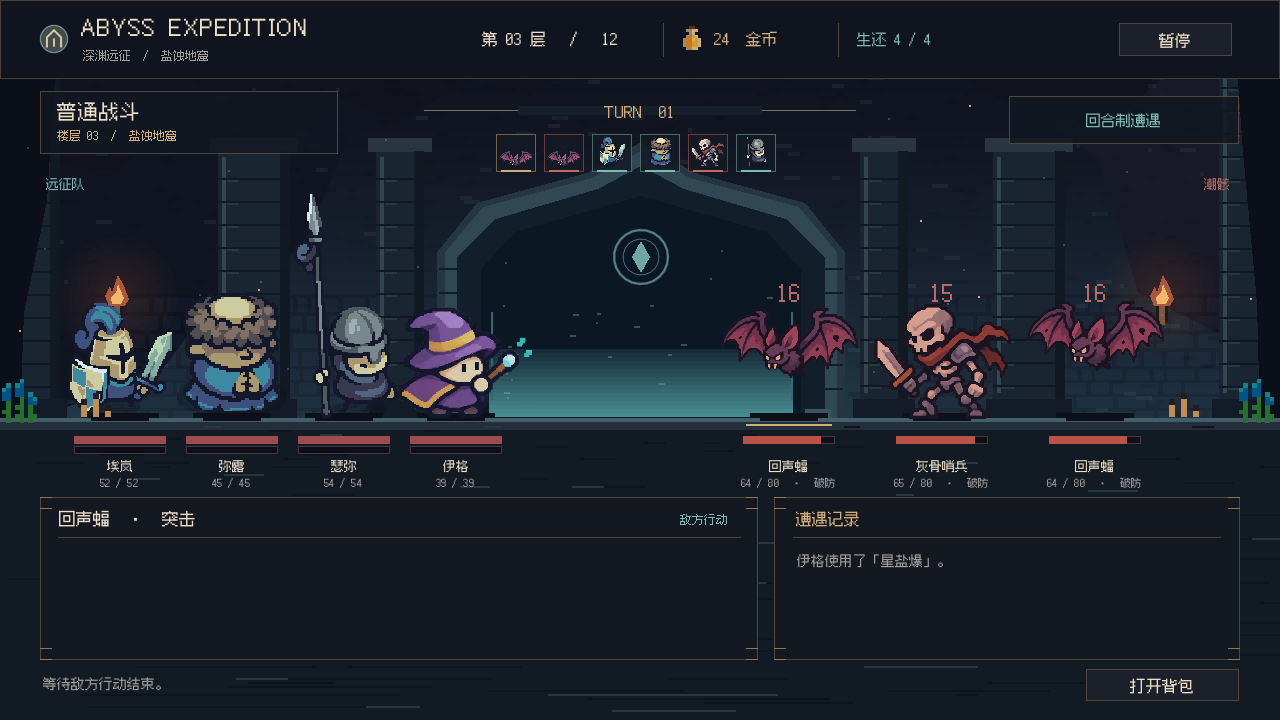 ABYSS EXPEDITION
深渊远征 / 盐蚀地窟
第 03 层 / 12
24 金币
生还 4 / 4
暂停
普通战斗
楼层 03 / 盐蚀地窟
TURN 01
回合制遭遇
远征队
潮骸
16
15
16
埃岚
52 / 52
弥露
45 / 45
瑟弥
54 / 54
伊格
39 / 39
回声蝠
64 / 80 · 破防
灰骨哨兵
65 / 80 · 破防
回声蝠
64 / 80 · 破防
回声蝠 · 突击
敌方行动
遭遇记录
伊格使用了「星盐爆」。
等待敌方行动结束。
打开背包